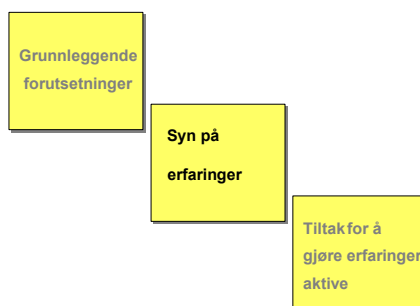 Grunnleggende
forutsetninger
Syn på
erfaringer
Tiltak for å
gjøre erfaringer
aktive